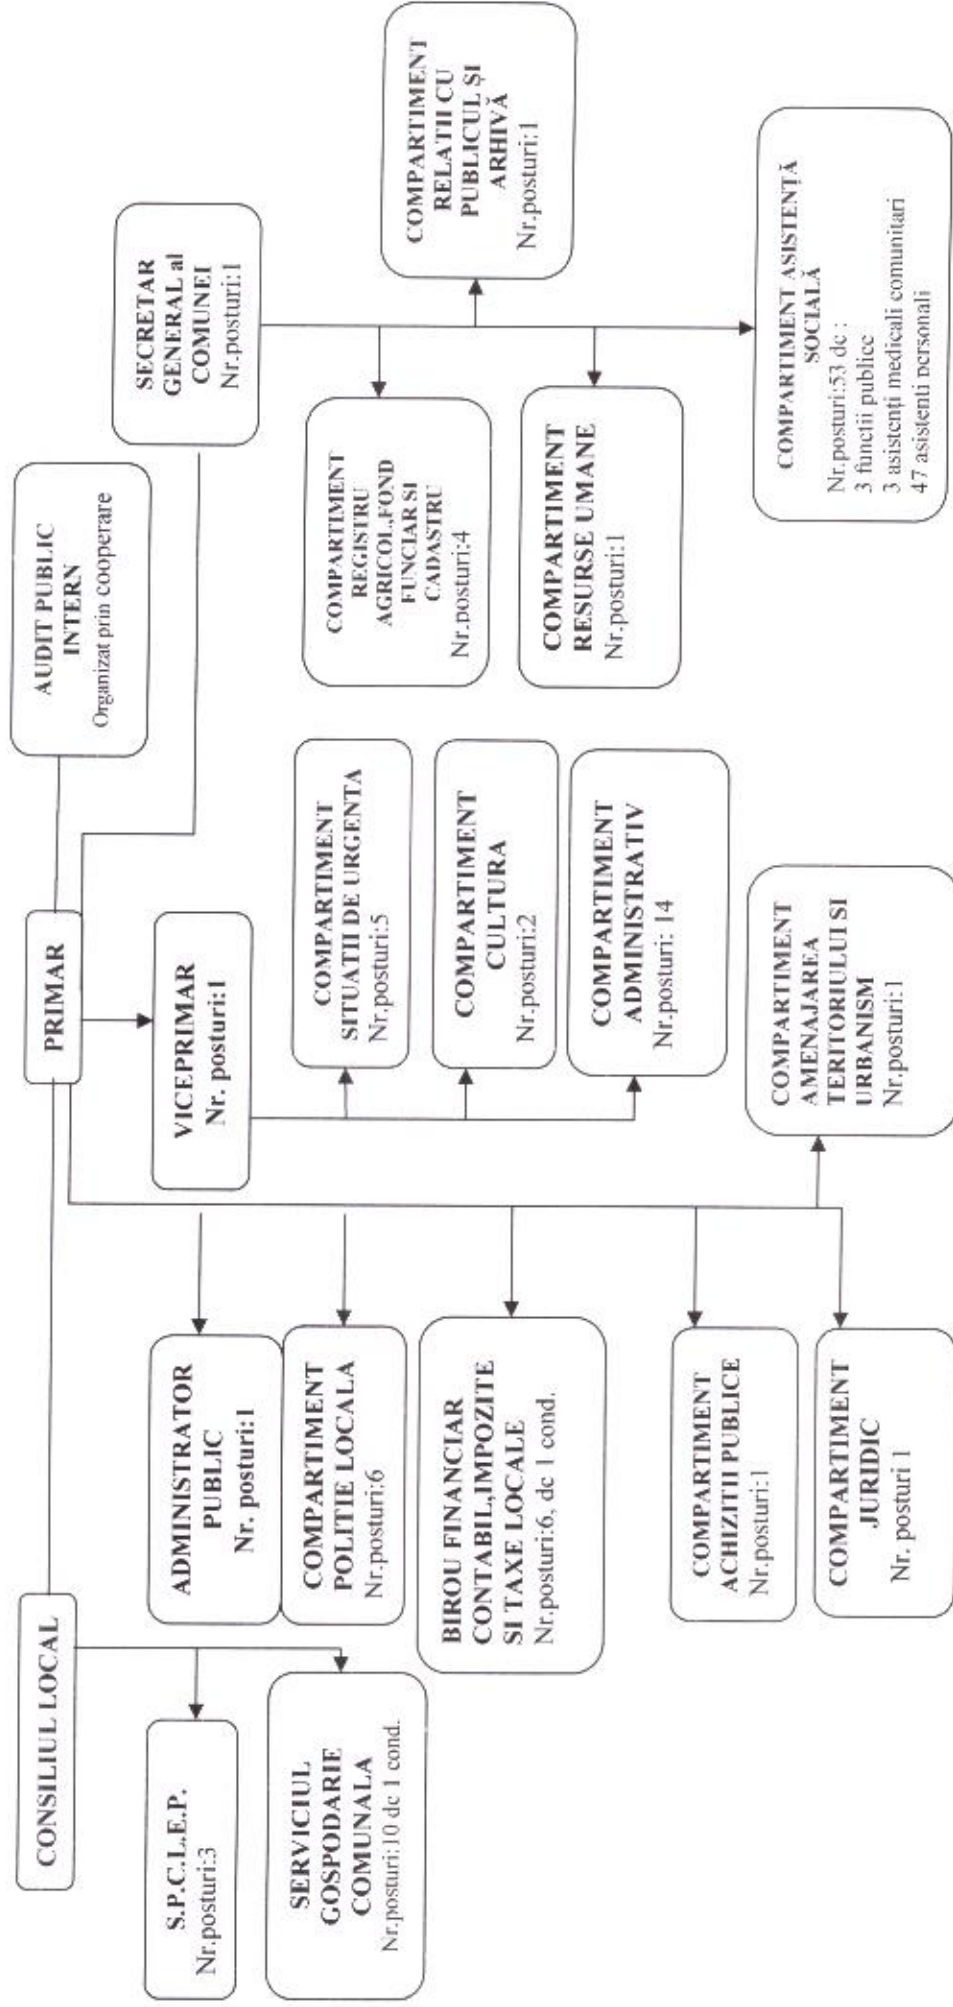 CONSILIUL LOCAL
PRIMAR
AUDIT PUBLIC
INTERN
Organizat prin cooperare
S.P.C.L.E.P.
Nr.posturi:3
SERVICIUL
GOSPODARIE
COMUNALA
Nr.posturi:10 dc 1 cond.
ADMINISTRATOR
PUBLIC
Nr. posturi:1
COMPARTIMENT
POLITIE LOCALA
Nr.posturi:6
BIROU FINANCIAR
CONTABIL,IMPOZITE
SI TAXE LOCALE
Nr.posturi:6, dc 1 cond.
COMPARTIMENT
ACHIZITII PUBLICE
Nr.posturi:1
COMPARTIMENT
JURIDIC
Nr. posturi 1
COMPARTIMENT
AMENAJAREA
TERITORIULUI SI
URBANISM
Nr.posturi:1
VICEPRIMAR
Nr. posturi:1
COMPARTIMENT
SITUATII DE URGENTA
Nr.posturi:5
COMPARTIMENT
CULTURA
Nr.posturi:2
COMPARTIMENT
ADMINISTRATIV
Nr.posturi: 14
SECRETAR
GENERAL al
COMUNEI
Nr.posturi:1
COMPARTIMENT
REGISTRU
AGRICOL,FOND
FUNCIAR SI
CADASTRU
Nr.posturi:4
COMPARTIMENT
RELATII CU
PUBLICUL ȘI
ARHIVĂ
Nr.posturi:1
COMPARTIMENT
RESURSE UMANE
Nr.posturi:1
COMPARTIMENT ASISTENȚĂ
SOCIALĂ
Nr.posturi:53 dc :
3 functii publice
3 asistenți medicali comunitari
47 asistenti personali